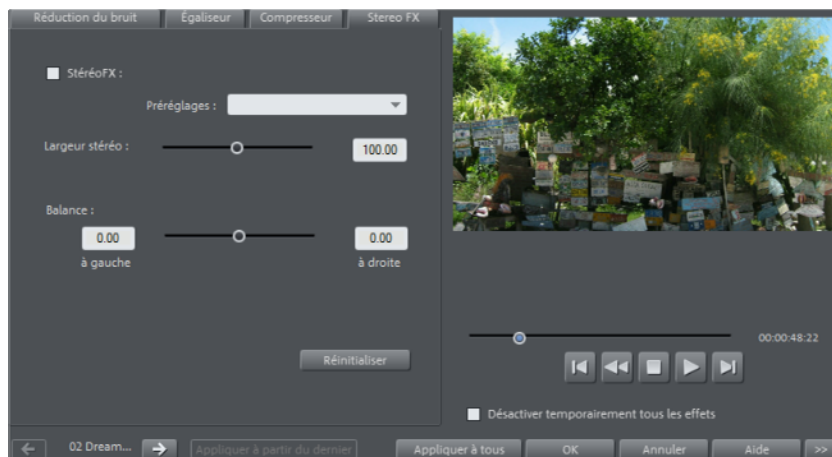 Réduction du bruit Égaliseur Compresseur Stereo FX
StéréoFX :
Préréglages :
Largeur stéréo : 100.00
Balance :
0.00 0.00
à gauche à droite
Réinitialiser
00:00:48:22
Désactiver temporairement tous les effets
02 Dream... Appliquer à partir du dernier Appliquer à tous OK Annuler Aide >>